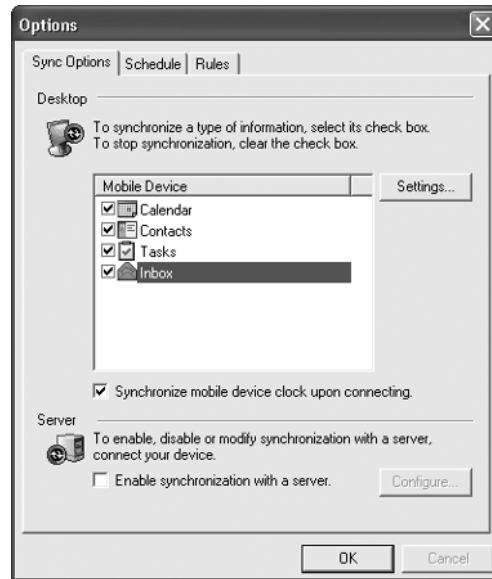 Options
Sync Options Schedule Rules
Desktop
To synchronize a type of information, select its check box.
To stop synchronization, clear the check box.
Mobile Device
Settings...
Calendar
Contacts
Tasks
Inbox
Synchronize mobile device clock upon connecting.
Server
To enable, disable or modify synchronization with a server,
connect your device.
Enable synchronization with a server.
Configure...
OK Cancel